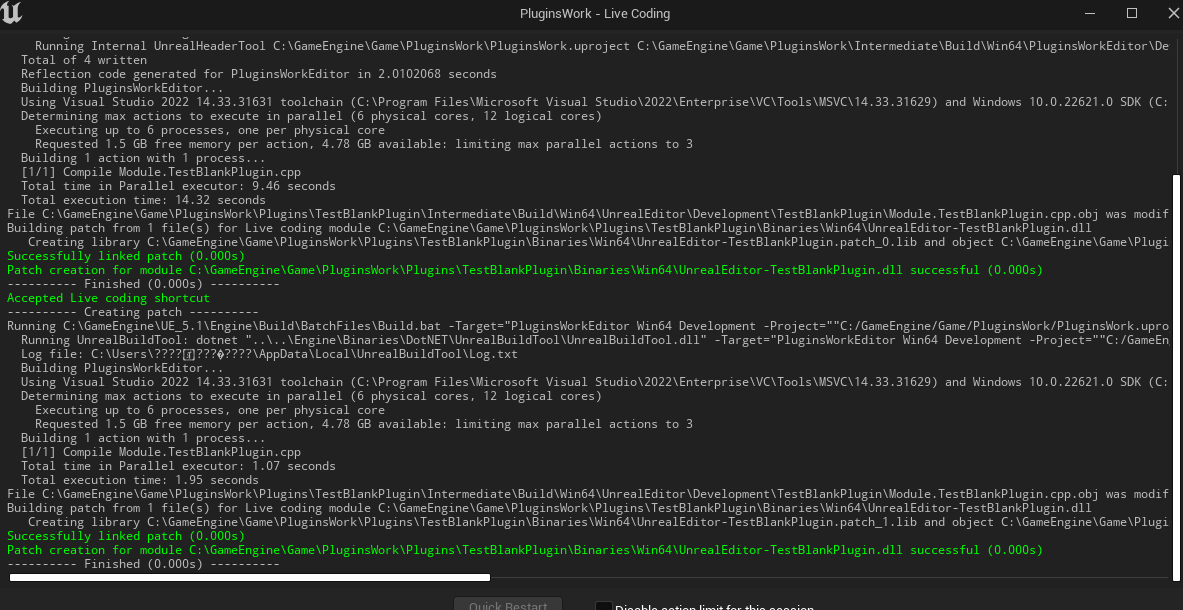 PluginsWork - Live Coding
Running Internal UnrealHeaderTool C:\GameEngine\Game\PluginsWork\PluginsWork.uproject C:\GameEngine\Game\PluginsWork\Intermediate\Build\Win64\PluginsWorkEditor\De
Total of 4 written
Reflection code generated for PluginsWorkEditor in 2.0102068 seconds
Building PluginsWorkEditor...
Using Visual Studio 2022 14.33.31631 toolchain (C:\Program Files\Microsoft Visual Studio\2022\Enterprise\VC\Tools\MSVC\14.33.31629) and Windows 10.0.22621.0 SDK (C:
Determining max actions to execute in parallel (6 physical cores, 12 logical cores)
Executing up to 6 processes, one per physical core
Requested 1.5 GB free memory per action, 4.78 GB available: limiting max parallel actions to 3
Building 1 action with 1 process...
[1/1] Compile Module.TestBlankPlugin.cpp
Total time in Parallel executor: 9.46 seconds
Total execution time: 14.32 seconds
File C:\GameEngine\Game\PluginsWork\Plugins\TestBlankPlugin\Intermediate\Build\Win64\UnrealEditor\Development\TestBlankPlugin\Module.TestBlankPlugin.cpp.obj was modif
Building patch from 1 file(s) for Live coding module C:\GameEngine\Game\PluginsWork\Plugins\TestBlankPlugin\Binaries\Win64\UnrealEditor-TestBlankPlugin.dll
Creating library C:\GameEngine\Game\PluginsWork\Plugins\TestBlankPlugin\Binaries\Win64\UnrealEditor-TestBlankPlugin.patch_0.lib and object C:\GameEngine\Game\Plugi
Successfully linked patch (0.000s)
Patch creation for module C:\GameEngine\Game\PluginsWork\Plugins\TestBlankPlugin\Binaries\Win64\UnrealEditor-TestBlankPlugin.dll successful (0.000s)
---------- Finished (0.000s) ----------
Accepted Live coding shortcut
---------- Creating patch ----------
Running C:\GameEngine\UE_5.1\Engine\Build\BatchFiles\Build.bat -Target="PluginsWorkEditor Win64 Development -Project=""C:/GameEngine/Game/PluginsWork/PluginsWork.upro
Running UnrealBuildTool: dotnet "..\..\Engine\Binaries\DotNET\UnrealBuildTool\UnrealBuildTool.dll" -Target="PluginsWorkEditor Win64 Development -Project=""C:/GameEn
Log file: C:\Users\???? ???�????\AppData\Local\UnrealBuildTool\Log.txt
Building PluginsWorkEditor...
Using Visual Studio 2022 14.33.31631 toolchain (C:\Program Files\Microsoft Visual Studio\2022\Enterprise\VC\Tools\MSVC\14.33.31629) and Windows 10.0.22621.0 SDK (C:
Determining max actions to execute in parallel (6 physical cores, 12 logical cores)
Executing up to 6 processes, one per physical core
Requested 1.5 GB free memory per action, 4.78 GB available: limiting max parallel actions to 3
Building 1 action with 1 process...
[1/1] Compile Module.TestBlankPlugin.cpp
Total time in Parallel executor: 1.07 seconds
Total execution time: 1.95 seconds
File C:\GameEngine\Game\PluginsWork\Plugins\TestBlankPlugin\Intermediate\Build\Win64\UnrealEditor\Development\TestBlankPlugin\Module.TestBlankPlugin.cpp.obj was modif
Building patch from 1 file(s) for Live coding module C:\GameEngine\Game\PluginsWork\Plugins\TestBlankPlugin\Binaries\Win64\UnrealEditor-TestBlankPlugin.dll
Creating library C:\GameEngine\Game\PluginsWork\Plugins\TestBlankPlugin\Binaries\Win64\UnrealEditor-TestBlankPlugin.patch_1.lib and object C:\GameEngine\Game\Plugi
Successfully linked patch (0.000s)
Patch creation for module C:\GameEngine\Game\PluginsWork\Plugins\TestBlankPlugin\Binaries\Win64\UnrealEditor-TestBlankPlugin.dll successful (0.000s)
---------- Finished (0.000s) ----------
Quick Restart
Disable action limit for this session